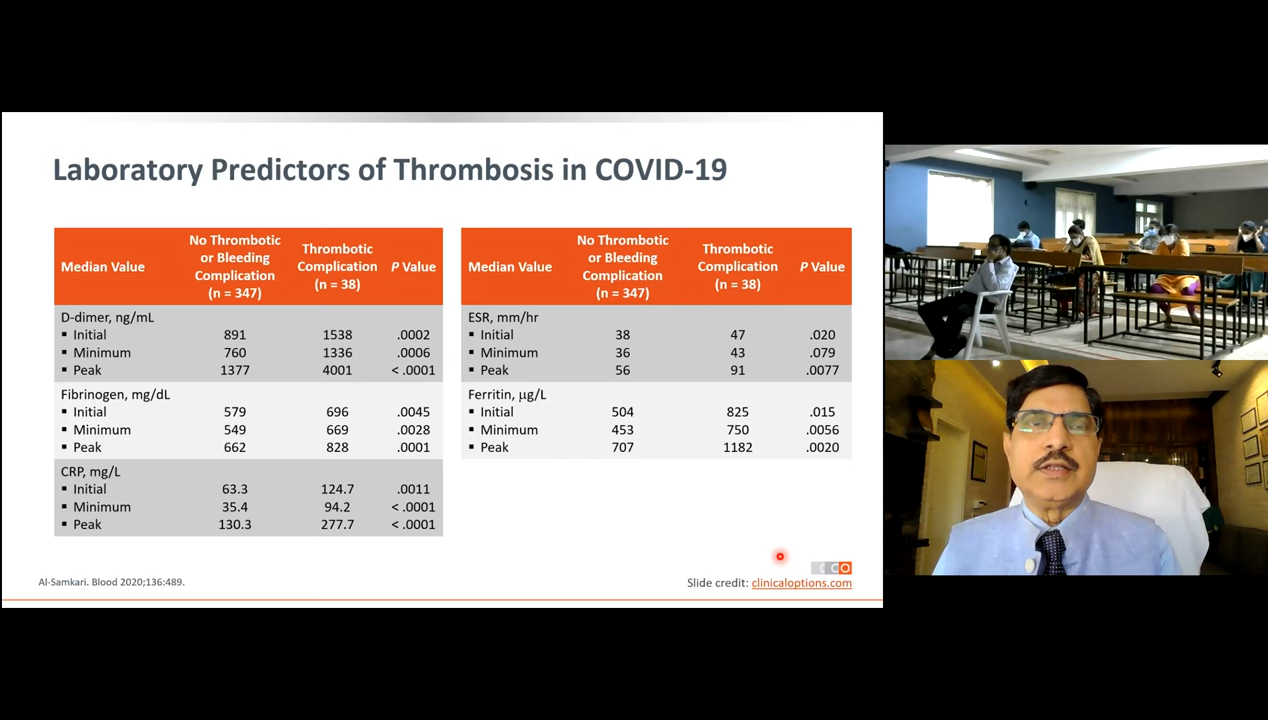 Laboratory Predictors of Thrombosis in COVID-19
Median Value No Thrombotic or Bleeding Complication (n = 347) Thrombotic Complication (n = 38) P Value
D-dimer, ng/mL
▪ Initial 891 1538 .0002
▪ Minimum 760 1336 .0006
▪ Peak 1377 4001 < .0001
Fibrinogen, mg/dL
▪ Initial 579 696 .0045
▪ Minimum 549 669 .0028
▪ Peak 662 828 .0001
CRP, mg/L
▪ Initial 63.3 124.7 .0011
▪ Minimum 35.4 94.2 < .0001
▪ Peak 130.3 277.7 < .0001
Median Value No Thrombotic or Bleeding Complication (n = 347) Thrombotic Complication (n = 38) P Value
ESR, mm/hr
▪ Initial 38 47 .020
▪ Minimum 36 43 .079
▪ Peak 56 91 .0077
Ferritin, μg/L
▪ Initial 504 825 .015
▪ Minimum 453 750 .0056
▪ Peak 707 1182 .0020
Al-Samkari. Blood 2020;136:489.
CCO
Slide credit: clinicaloptions.com